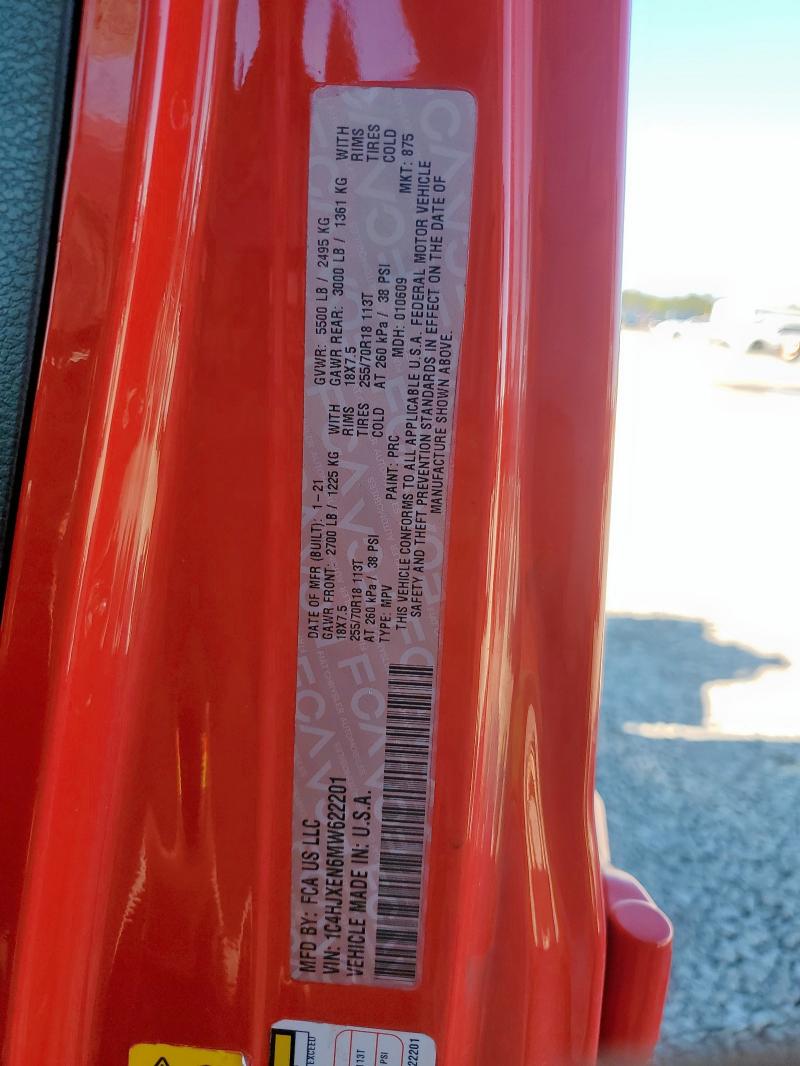 MFD BY: FCA US LLC
VIN: 1C4HJXEN6MW622201
VEHICLE MADE IN: U.S.A.
DATE OF MFR (BUILT): 1-21
GAWR FRONT: 2700 LB / 1225 KG WITH
18X7.5 RIMS
255/70R18 113T TIRES
AT 260 kPa / 38 PSI COLD
TYPE: MPV PAINT: PRC
GVWR: 5500 LB / 2495 KG
GAWR REAR: 3000 LB / 1361 KG WITH
18X7.5 RIMS
255/70R18 113T TIRES
AT 260 kPa / 38 PSI COLD
MDH: 010609 MKT: 875
THIS VEHICLE CONFORMS TO ALL APPLICABLE U.S.A. FEDERAL MOTOR VEHICLE
SAFETY AND THEFT PREVENTION STANDARDS IN EFFECT ON THE DATE OF
MANUFACTURE SHOWN ABOVE.
EXCEED
13T
PSI
22201